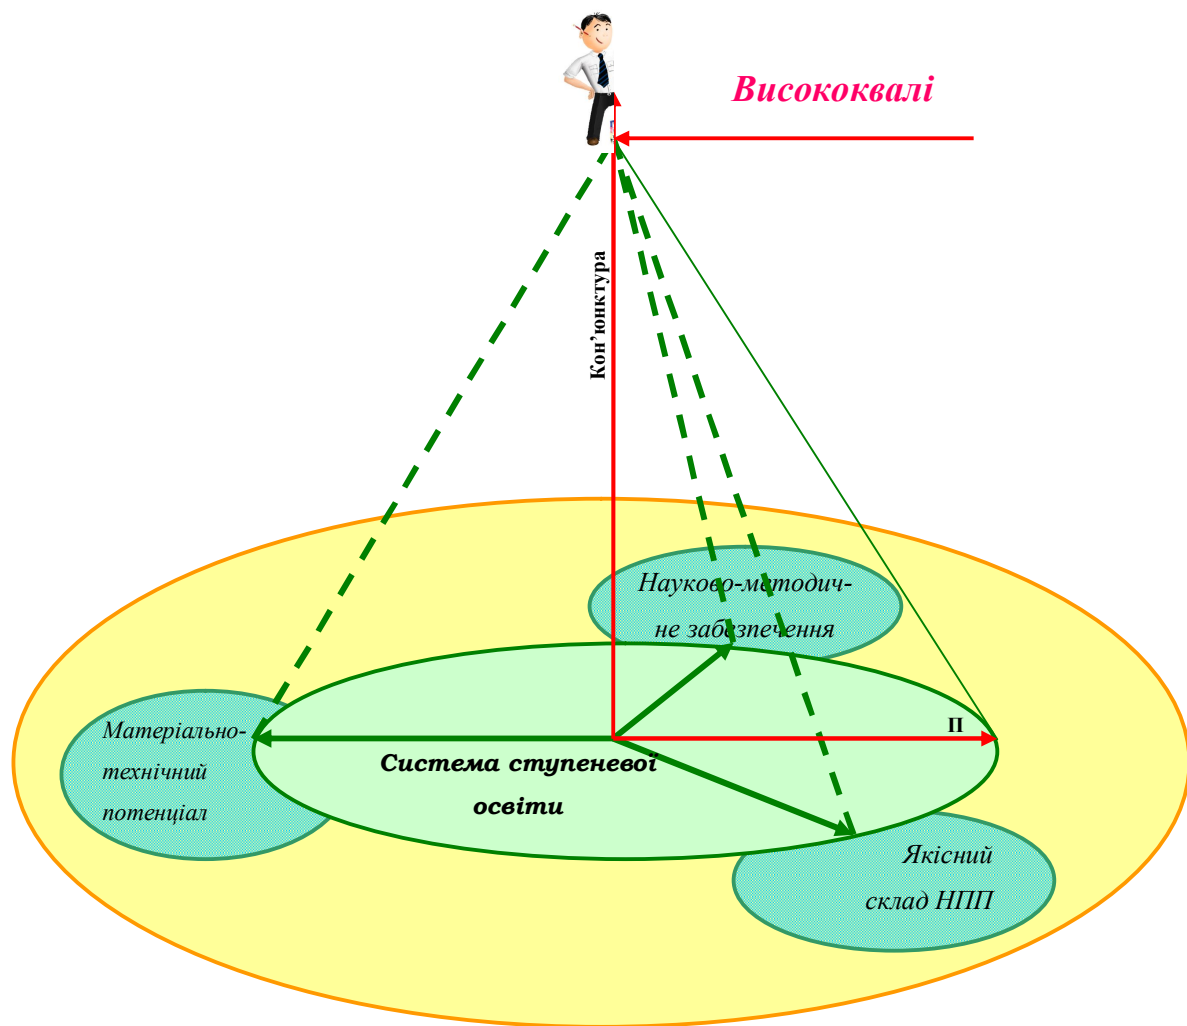 Висококвалі
Кон’юнктура
Науково-методич-
не забезпечення
П
Матеріально-
технічний
потенціал
Система ступеневої
освіти
Якісний
склад НПП